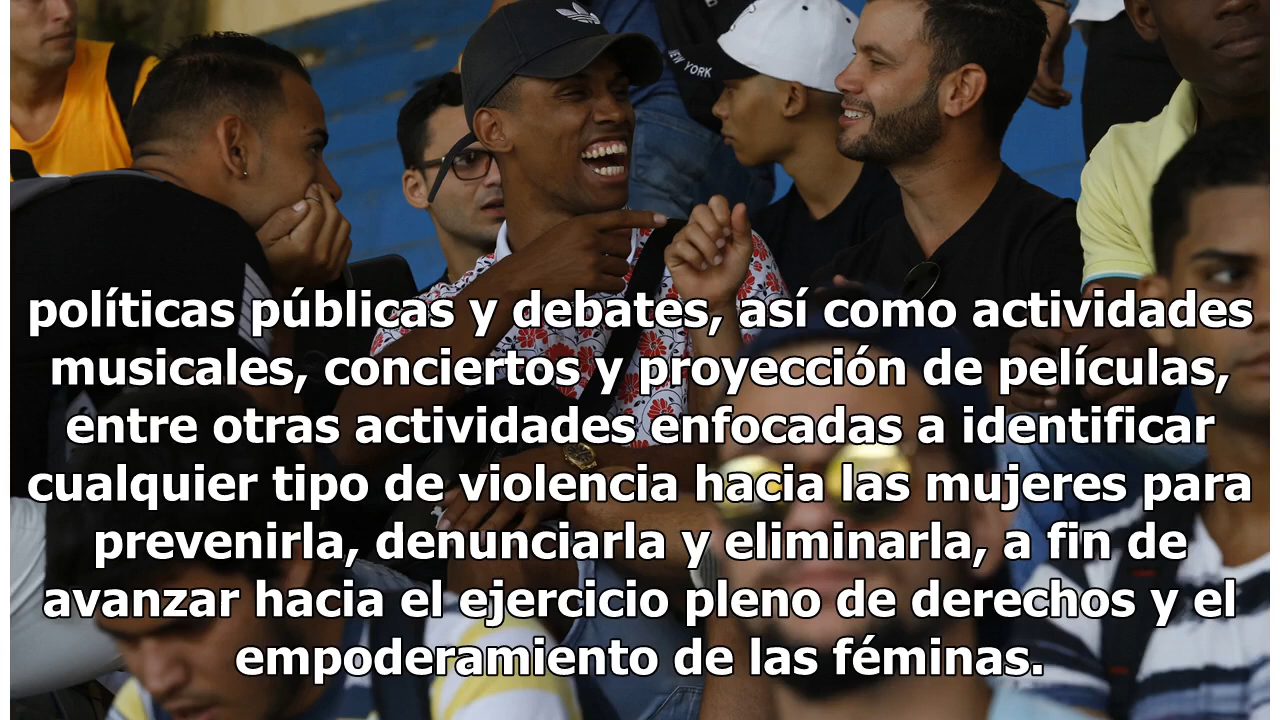 NEW YORK
políticas públicas y debates, así como actividades
musicales, conciertos y proyección de películas,
entre otras actividades enfocadas a identificar
cualquier tipo de violencia hacia las mujeres para
prevenirla, denunciarla y eliminarla, a fin de
avanzar hacia el ejercicio pleno de derechos y el
empoderamiento de las féminas.